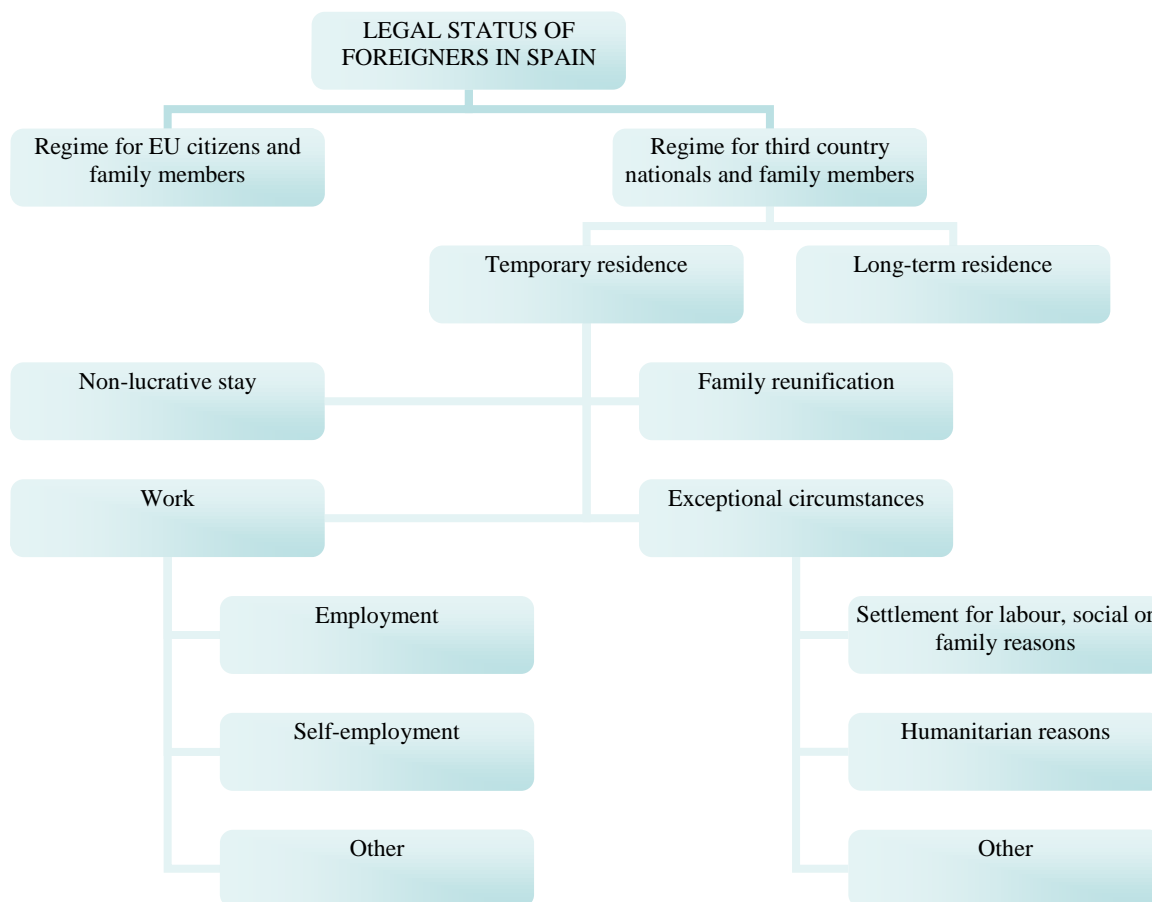 LEGAL STATUS OF
FOREIGNERS IN SPAIN
Regime for EU citizens and
family members
Regime for third country
nationals and family members
Temporary residence
Long-term residence
Non-lucrative stay
Family reunification
Work
Exceptional circumstances
Employment
Settlement for labour, social or
family reasons
Self-employment
Humanitarian reasons
Other
Other